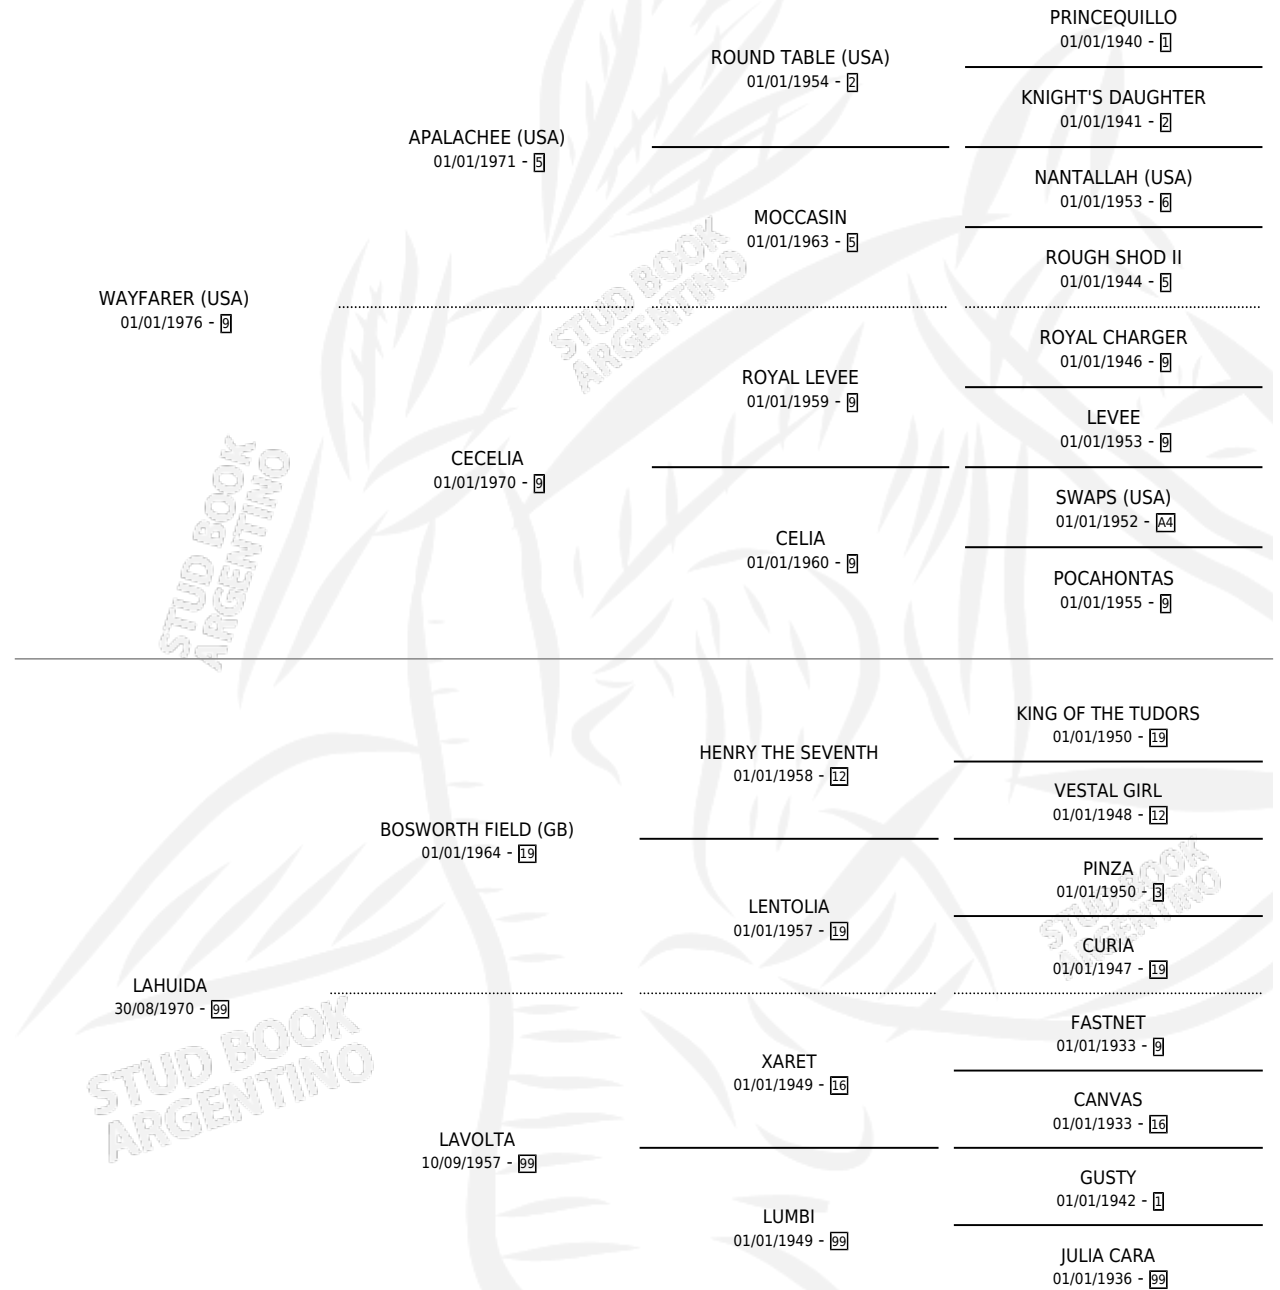 PRINCEQUILLO
01/01/1940 - 1
ROUND TABLE (USA)
01/01/1954 - 2
KNIGHT'S DAUGHTER
01/01/1941 - 2
APALACHEE (USA)
01/01/1971 - 5
NANTALLAH (USA)
01/01/1953 - 6
MOCCASIN
01/01/1963 - 5
ROUGH SHOD II
01/01/1944 - 5
WAYFARER (USA)
01/01/1976 - 9
ROYAL CHARGER
01/01/1946 - 9
ROYAL LEVEE
01/01/1959 - 9
LEVEE
01/01/1953 - 9
CECELIA
01/01/1970 - 9
SWAPS (USA)
01/01/1952 - A4
CELIA
01/01/1960 - 9
POCAHONTAS
01/01/1955 - 9
STUD BOOK
ARGENTINO
STUD BOOK
ARGENTINO
KING OF THE TUDORS
01/01/1950 - 19
HENRY THE SEVENTH
01/01/1958 - 12
VESTAL GIRL
01/01/1948 - 12
BOSWORTH FIELD (GB)
01/01/1964 - 19
PINZA
01/01/1950 - 3
LENTOLIA
01/01/1957 - 19
CURIA
01/01/1947 - 19
STUD BOOK
ARGENTINO
LAHUIDA
30/08/1970 - 99
FASTNET
01/01/1933 - 9
XARET
01/01/1949 - 16
CANVAS
01/01/1933 - 16
LAVOLTA
10/09/1957 - 99
GUSTY
01/01/1942 - 1
LUMBI
01/01/1949 - 99
JULIA CARA
01/01/1936 - 99
STUD BOOK
ARGENTINO